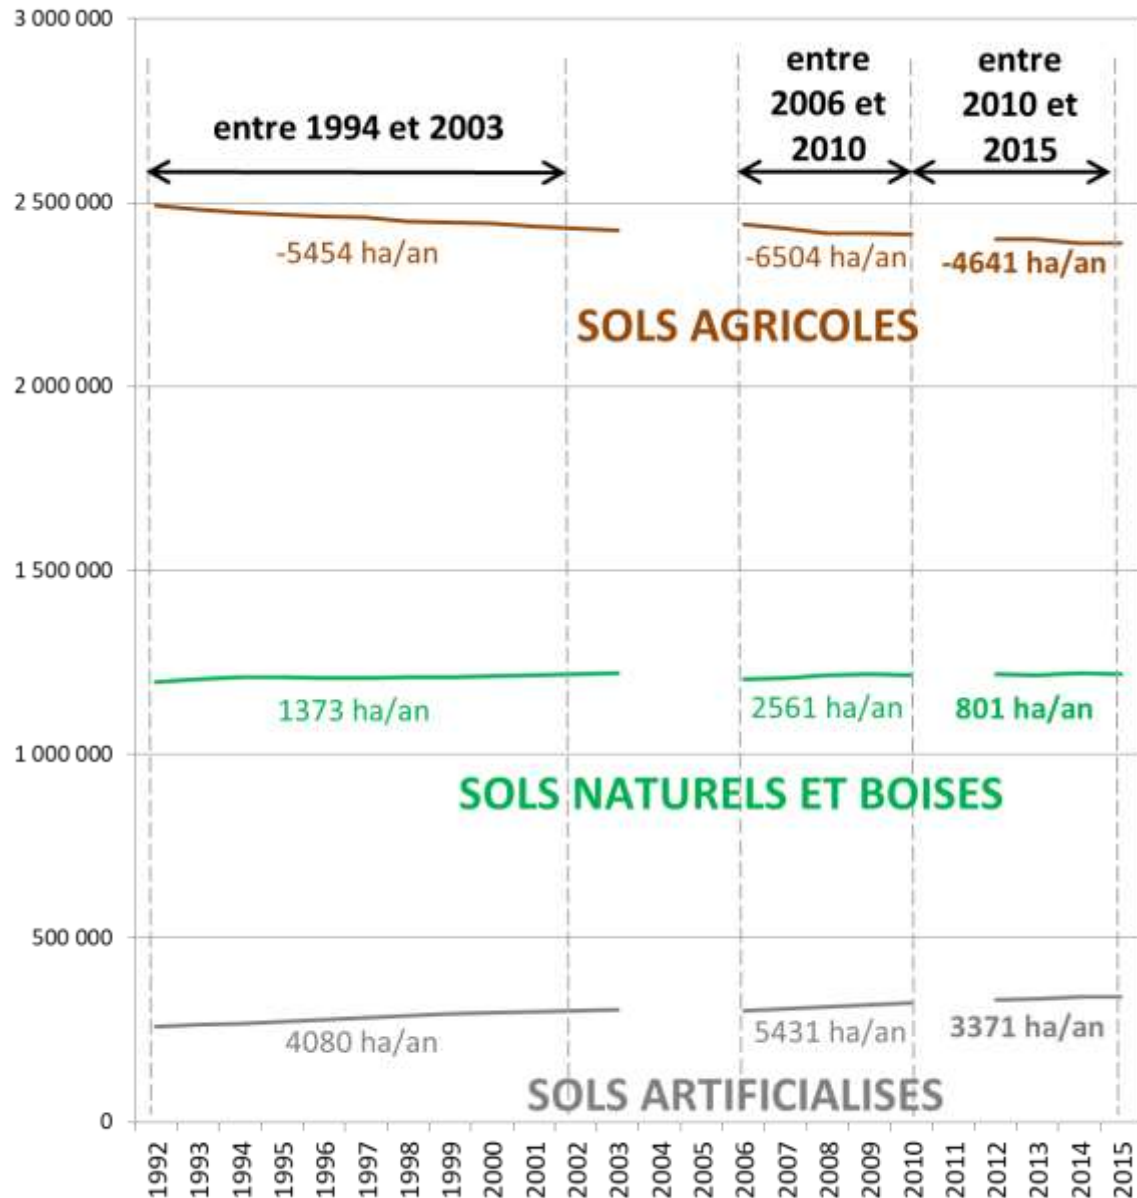 3 000 000
entre 1994 et 2003
entre
2006 et
2010
entre
2010 et
2015
2 500 000
-5454 ha/an
-6504 ha/an
-4641 ha/an
SOLS AGRICOLES
2 000 000
1 500 000
1373 ha/an
2561 ha/an
801 ha/an
1 000 000
SOLS NATURELS ET BOISES
500 000
4080 ha/an
5431 ha/an
3371 ha/an
SOLS ARTIFICIALISES
0
1992
1993
1994
1995
1996
1997
1998
1999
2000
2001
2002
2003
2004
2005
2006
2007
2008
2009
2010
2011
2012
2013
2014
2015